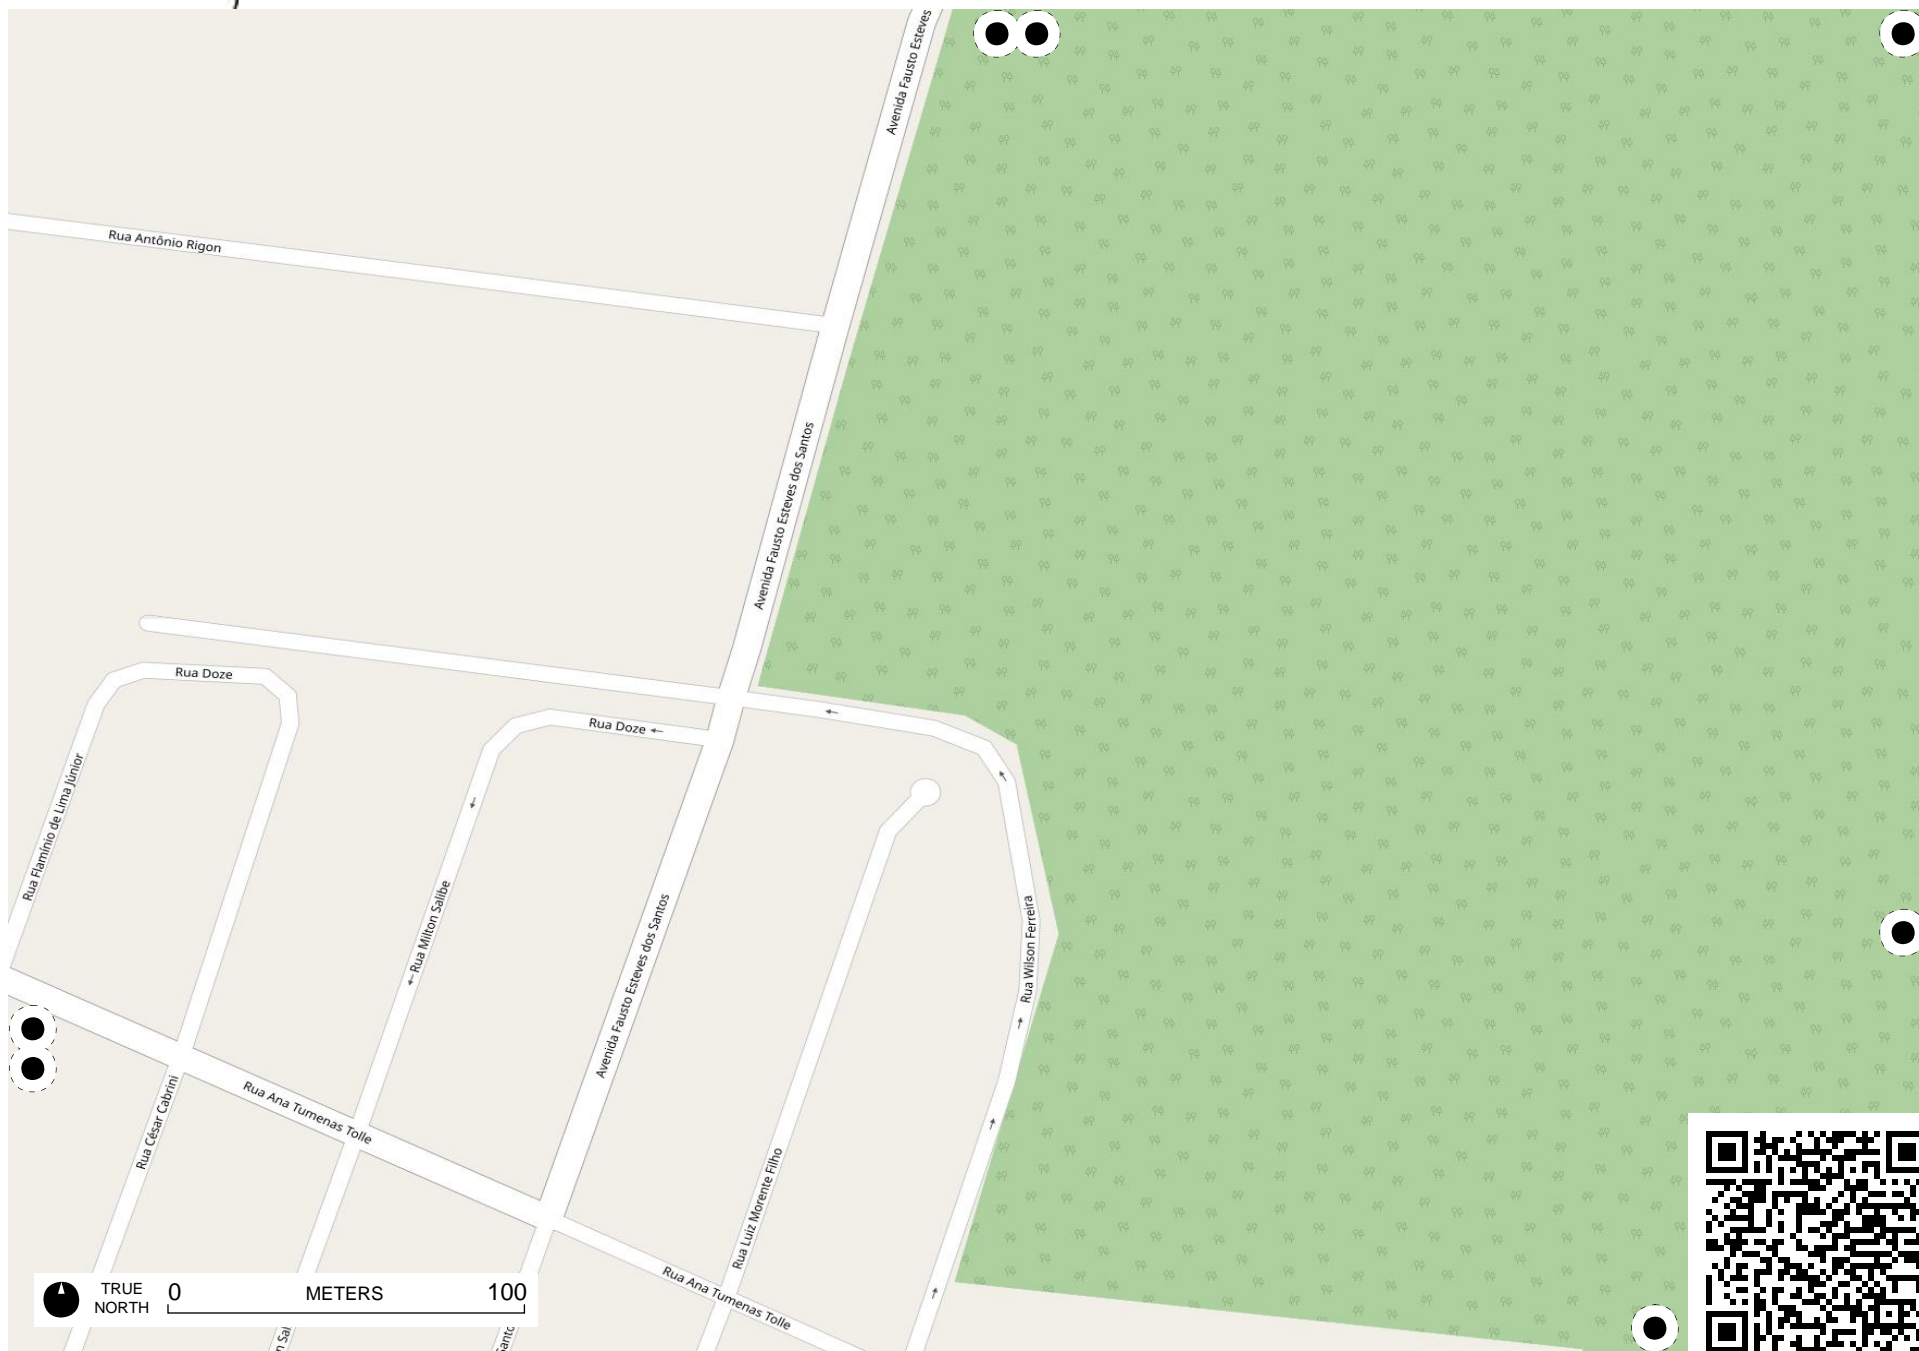 Avenida Fausto Esteves
Rua Antônio Rigon
Avenida Fausto Esteves dos Santos
Rua Doze
Rua Doze
Rua Flamínio de Lima Júnior
Rua Milton Salibe
Avenida Fausto Esteves dos Santos
Rua Wilson Ferreira
Rua César Cabrini
Rua Ana Tumenas Tolle
Rua Luiz Morente Filho
Rua Ana Tumenas Tolle
TRUE
NORTH
0 METERS 100